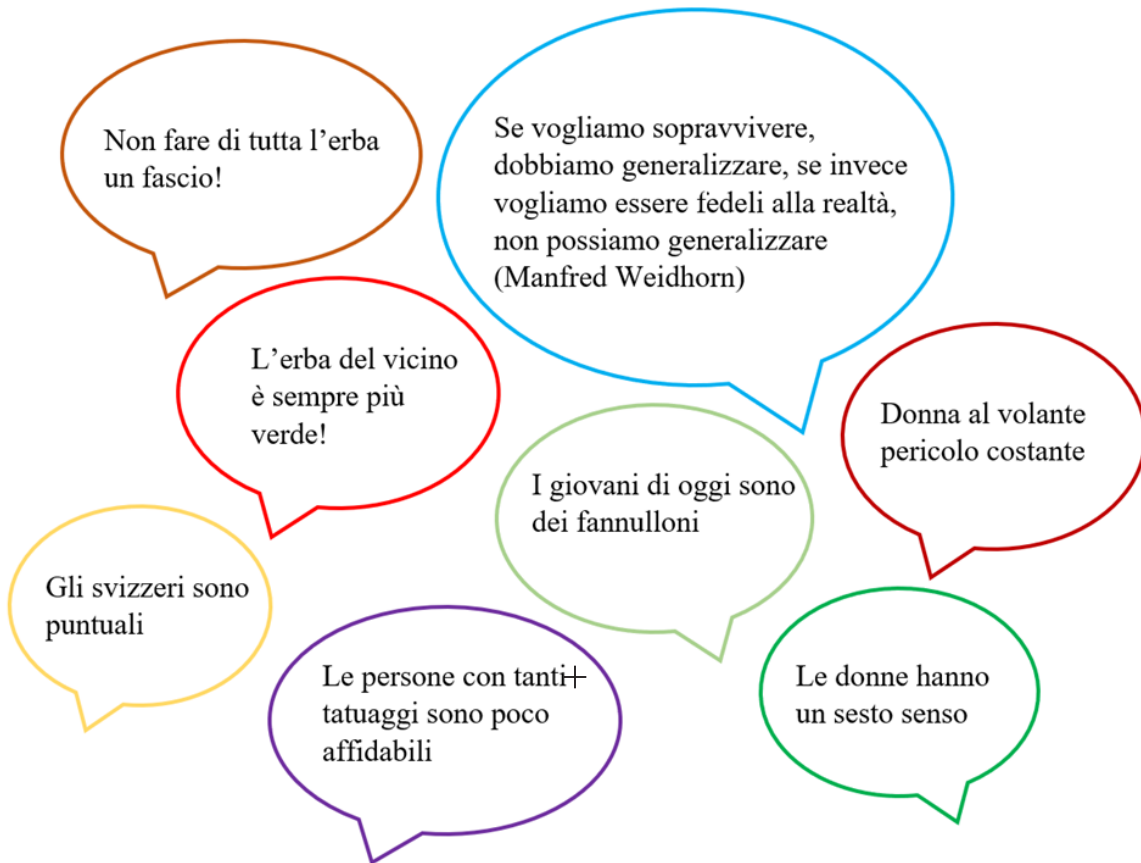 Non fare di tutta l'erba
un fascio!
Se vogliamo sopravvivere,
dobbiamo generalizzare, se invece
vogliamo essere fedeli alla realtà,
non possiamo generalizzare
(Manfred Weidhorn)
L'erba del vicino
è sempre più
verde!
Donna al volante
pericolo costante
I giovani di oggi sono
dei fannulloni
Gli svizzeri sono
puntuali
Le persone con tanti
tatuaggi sono poco
affidabili
Le donne hanno
un sesto senso